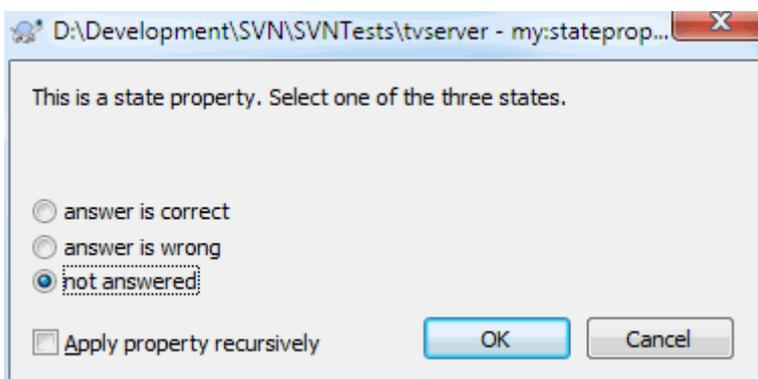 D:\Development\SVN\SVNTests\tvserver - my:stateprop...
This is a state property. Select one of the three states.
answer is correct
answer is wrong
not answered
Apply property recursively
OK
Cancel